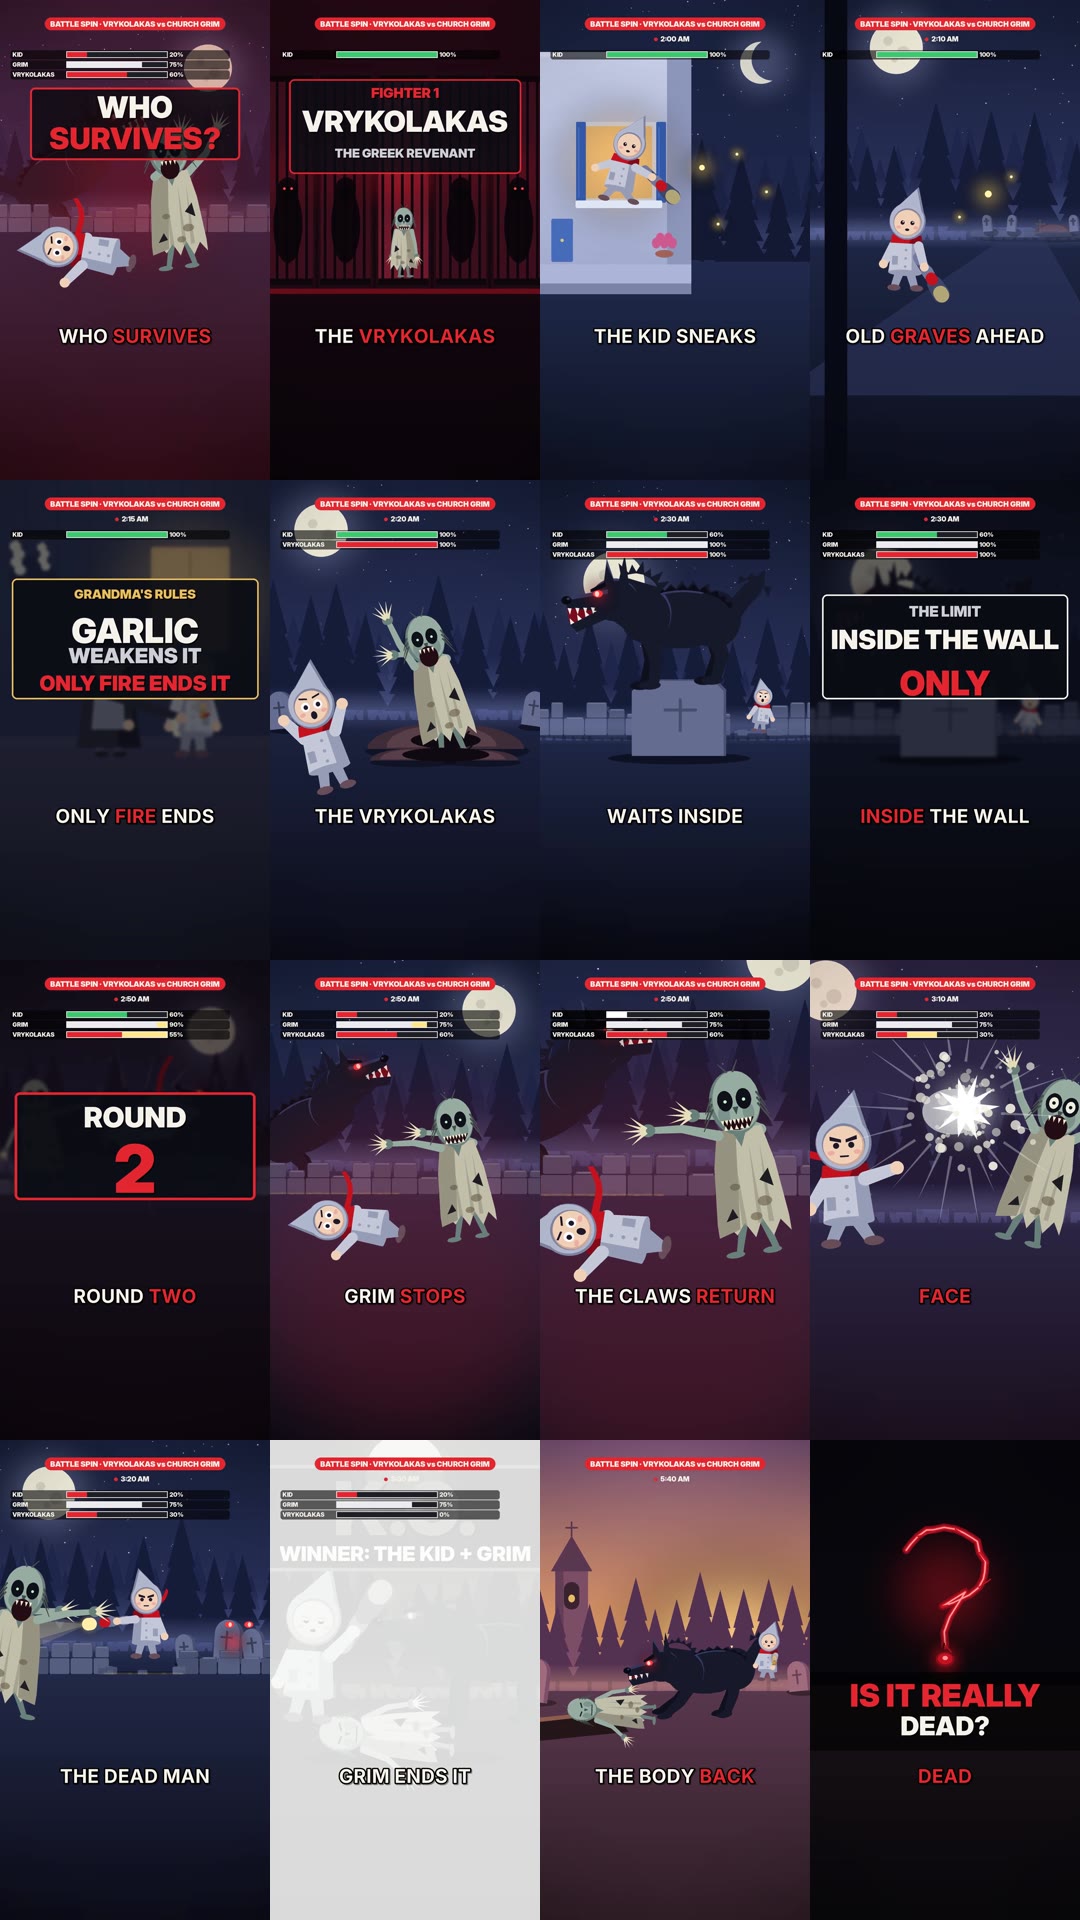 BATTLE SPIN · VRYKOLAKAS vs CHURCH GRIM
KID 20%
GRIM 75%
VRYKOLAKAS 60%
WHO
SURVIVES?
WHO SURVIVES
BATTLE SPIN · VRYKOLAKAS vs CHURCH GRIM
KID 100%
FIGHTER 1
VRYKOLAKAS
THE GREEK REVENANT
THE VRYKOLAKAS
BATTLE SPIN · VRYKOLAKAS vs CHURCH GRIM
2:00 AM
KID 100%
THE KID SNEAKS
BATTLE SPIN · VRYKOLAKAS vs CHURCH GRIM
2:10 AM
KID 100%
OLD GRAVES AHEAD
BATTLE SPIN · VRYKOLAKAS vs CHURCH GRIM
2:15 AM
KID 100%
GRANDMA'S RULES
GARLIC
WEAKENS IT
ONLY FIRE ENDS IT
ONLY FIRE ENDS
BATTLE SPIN · VRYKOLAKAS vs CHURCH GRIM
2:20 AM
KID 100%
VRYKOLAKAS 100%
THE VRYKOLAKAS
BATTLE SPIN · VRYKOLAKAS vs CHURCH GRIM
2:30 AM
KID 60%
GRIM 100%
VRYKOLAKAS 100%
WAITS INSIDE
BATTLE SPIN · VRYKOLAKAS vs CHURCH GRIM
2:30 AM
KID 60%
GRIM 100%
VRYKOLAKAS 100%
THE LIMIT
INSIDE THE WALL
ONLY
INSIDE THE WALL
BATTLE SPIN · VRYKOLAKAS vs CHURCH GRIM
2:50 AM
KID 60%
GRIM 90%
VRYKOLAKAS 55%
ROUND
2
ROUND TWO
BATTLE SPIN · VRYKOLAKAS vs CHURCH GRIM
2:50 AM
KID 20%
GRIM 75%
VRYKOLAKAS 60%
GRIM STOPS
BATTLE SPIN · VRYKOLAKAS vs CHURCH GRIM
2:50 AM
KID 20%
GRIM 75%
VRYKOLAKAS 60%
THE CLAWS RETURN
BATTLE SPIN · VRYKOLAKAS vs CHURCH GRIM
3:10 AM
KID 20%
GRIM 75%
VRYKOLAKAS 30%
FACE
BATTLE SPIN · VRYKOLAKAS vs CHURCH GRIM
3:20 AM
KID 20%
GRIM 75%
VRYKOLAKAS 30%
THE DEAD MAN
BATTLE SPIN · VRYKOLAKAS vs CHURCH GRIM
KID 20%
GRIM 75%
VRYKOLAKAS 0%
K.O.
WINNER: THE KID + GRIM
GRIM ENDS IT
BATTLE SPIN · VRYKOLAKAS vs CHURCH GRIM
5:40 AM
THE BODY BACK
?
IS IT REALLY
DEAD?
DEAD